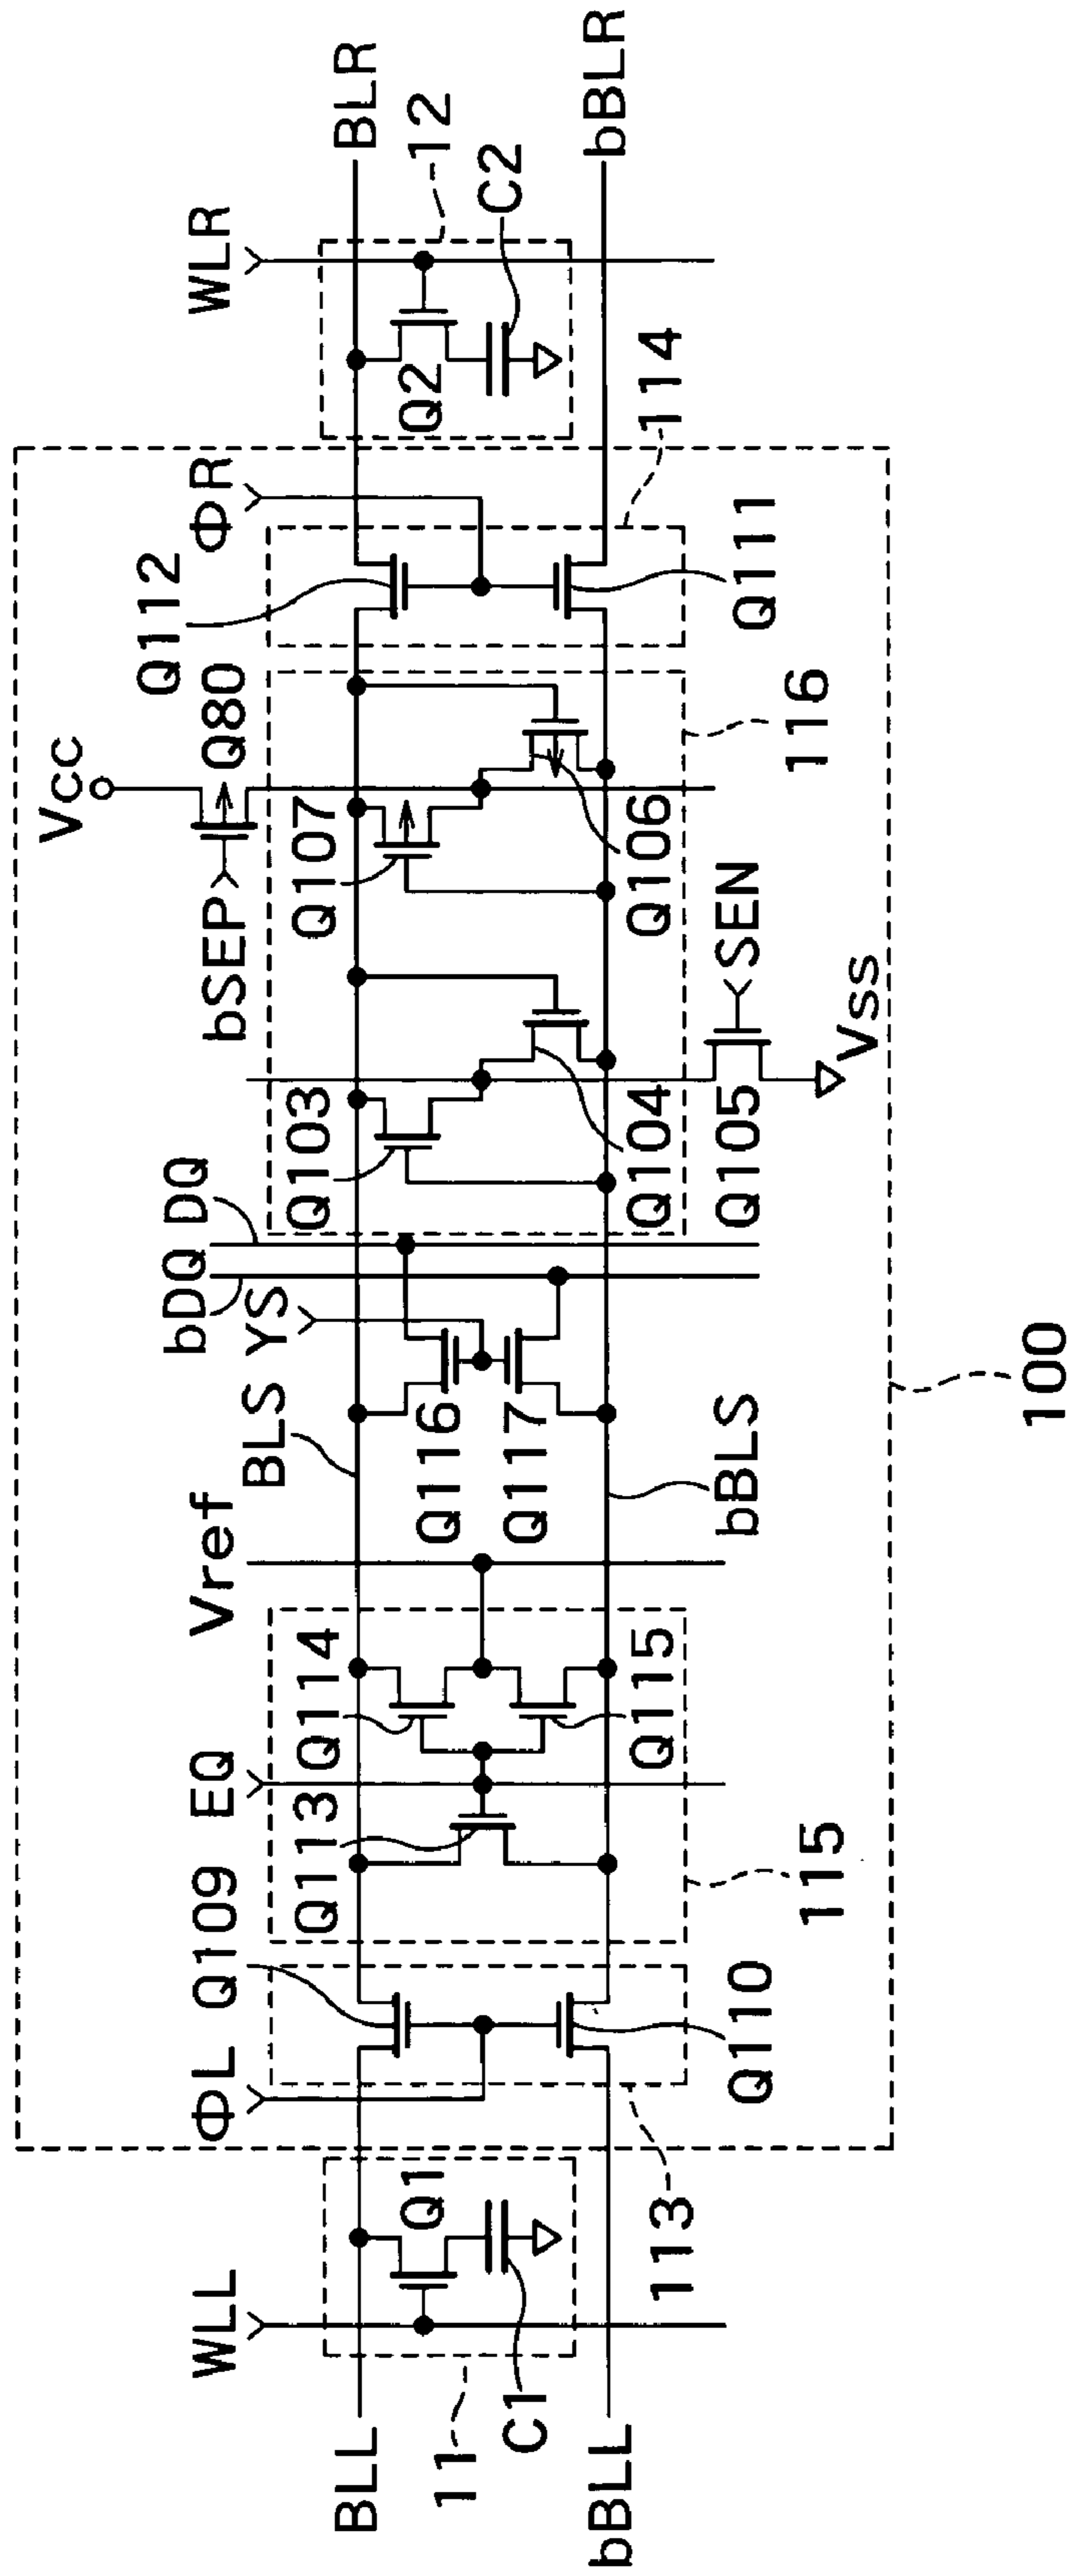 Vcc
bSEP
Q80
Q112
ΦR
WLR
BLR
12
C2
Q2
bBLR
114
Q111
116
Q107
Q106
SEN
Vss
Q105
Q103
Q104
DQ
bDQ
YS
BLS
Q116
Q117
bBLS
Vref
Q114
Q115
EQ
Q113
115
Q109
ΦL
Q110
113
WLL
Q1
C1
11
BLL
bBLL
100